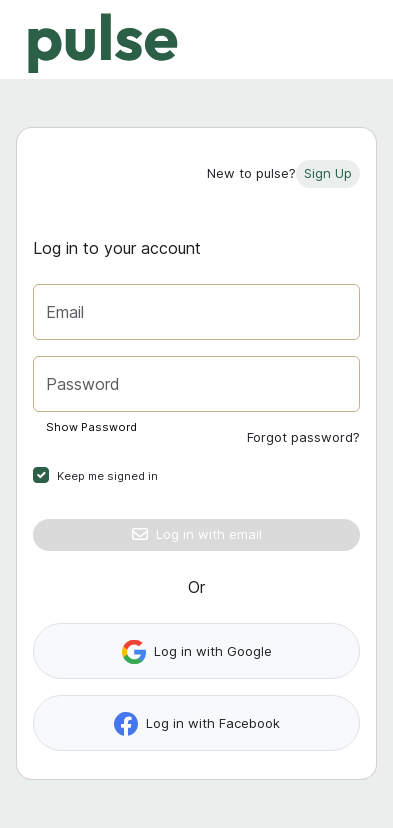 pulse
New to pulse? Sign Up
Log in to your account
Email
Password
Show Password
Forgot password?
Keep me signed in
Log in with email
Or
Log in with Google
Log in with Facebook